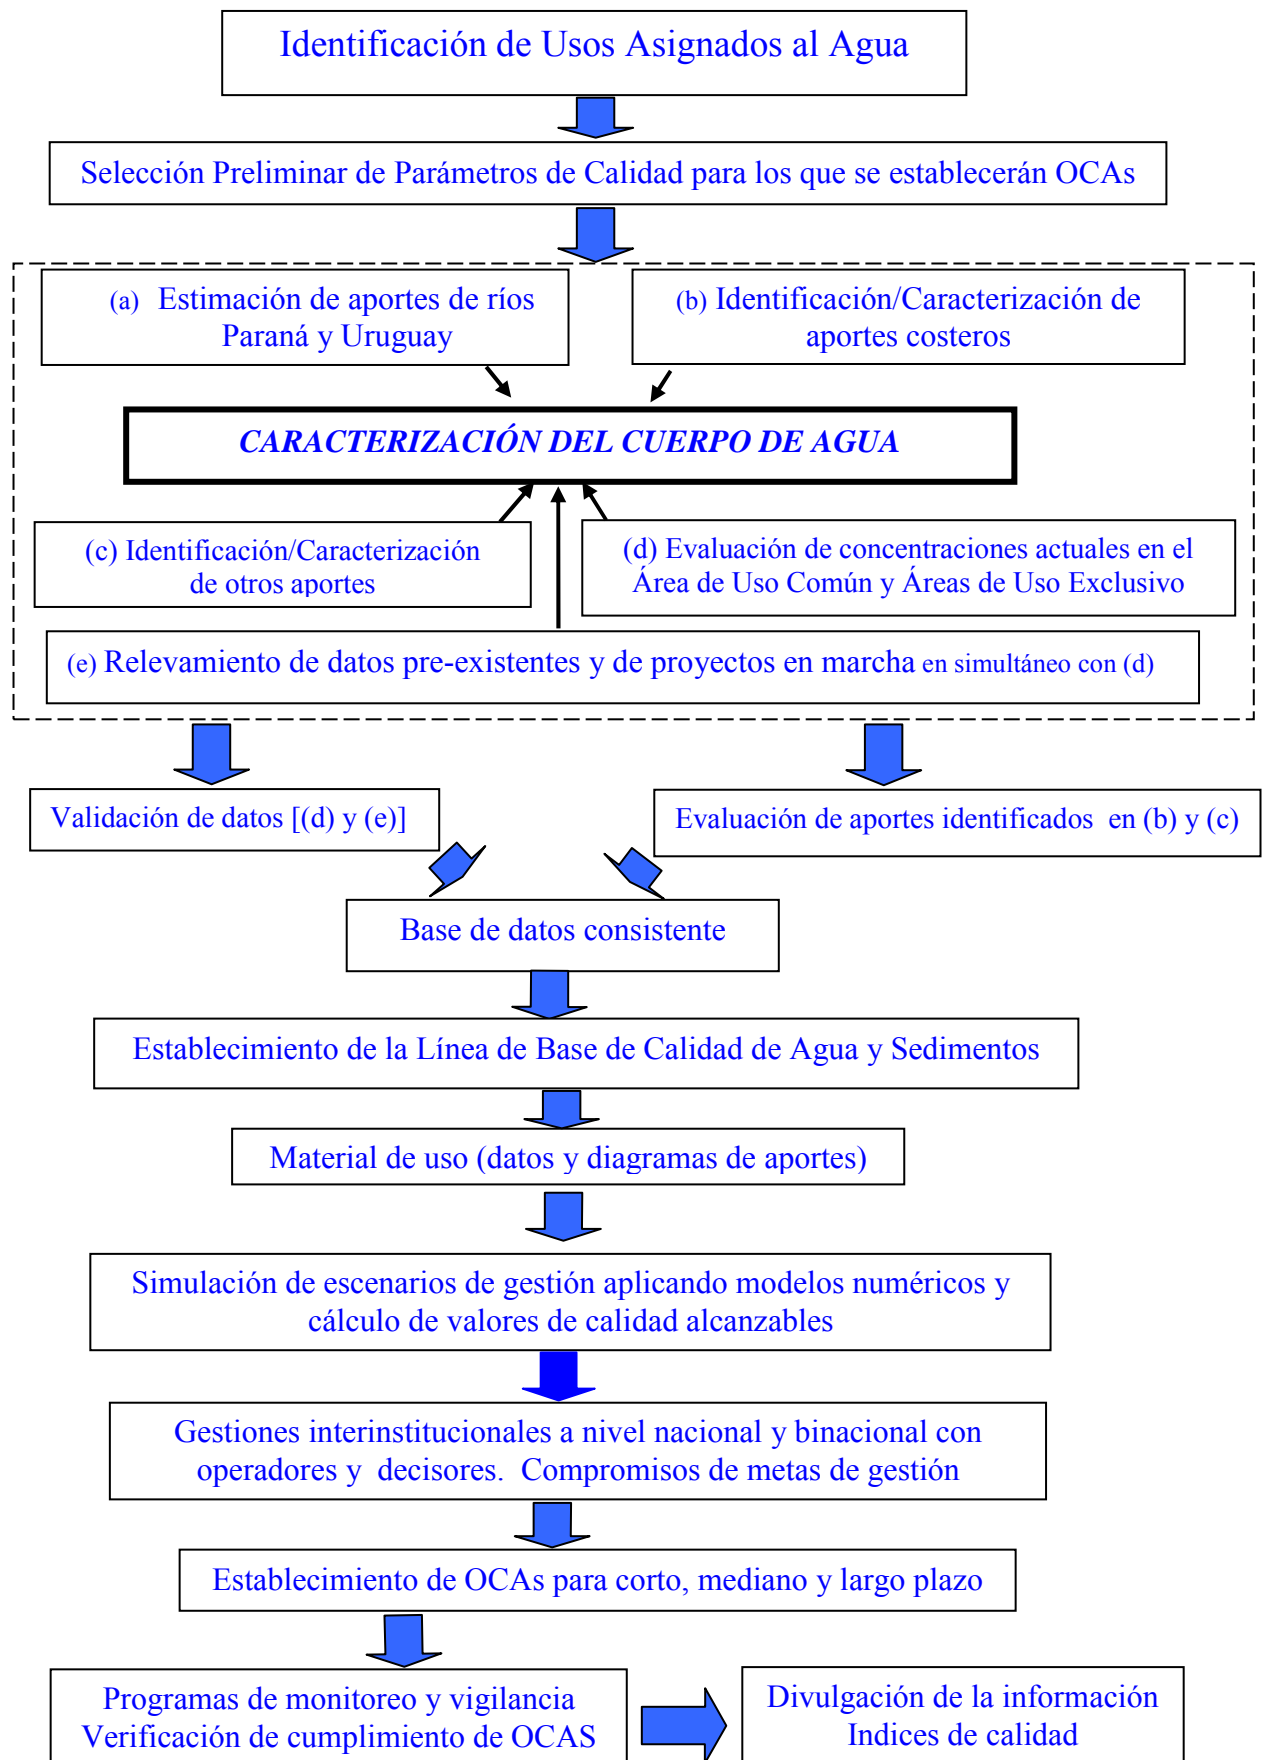 Identificación de Usos Asignados al Agua
Selección Preliminar de Parámetros de Calidad para los que se establecerán OCAs
(a) Estimación de aportes de ríos
Paraná y Uruguay
(b) Identificación/Caracterización de
aportes costeros
CARACTERIZACIÓN DEL CUERPO DE AGUA
(c) Identificación/Caracterización
de otros aportes
(d) Evaluación de concentraciones actuales en el
Área de Uso Común y Áreas de Uso Exclusivo
(e) Relevamiento de datos pre-existentes y de proyectos en marcha en simultáneo con (d)
Validación de datos [(d) y (e)]
Evaluación de aportes identificados en (b) y (c)
Base de datos consistente
Establecimiento de la Línea de Base de Calidad de Agua y Sedimentos
Material de uso (datos y diagramas de aportes)
Simulación de escenarios de gestión aplicando modelos numéricos y
cálculo de valores de calidad alcanzables
Gestiones interinstitucionales a nivel nacional y binacional con
operadores y decisores. Compromisos de metas de gestión
Establecimiento de OCAs para corto, mediano y largo plazo
Programas de monitoreo y vigilancia
Verificación de cumplimiento de OCAS
Divulgación de la información
Indices de calidad